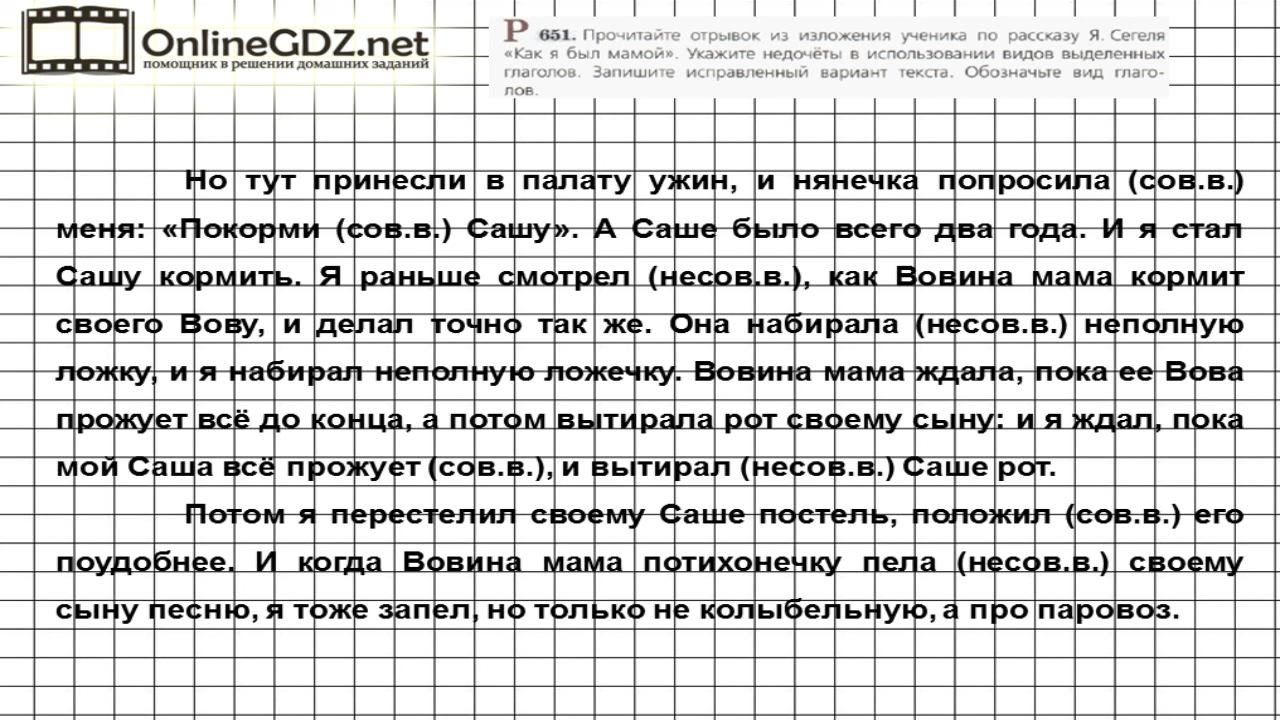 OnlineGDZ.net
помощник в решении домашних заданий
Р 651. Прочитайте отрывок из изложения ученика по рассказу Я. Сегеля
«Как я был мамой». Укажите недочёты в использовании видов выделенных
глаголов. Запишите исправленный вариант текста. Обозначьте вид глаго-
лов.
Но тут принесли в палату ужин, и нянечка попросила (сов.в.)
меня: «Покорми (сов.в.) Сашу». А Саше было всего два года. И я стал
Сашу кормить. Я раньше смотрел (несов.в.), как Вовина мама кормит
своего Вову, и делал точно так же. Она набирала (несов.в.) неполную
ложку, и я набирал неполную ложечку. Вовина мама ждала, пока ее Вова
прожует всё до конца, а потом вытирала рот своему сыну: и я ждал, пока
мой Саша всё прожует (сов.в.), и вытирал (несов.в.) Саше рот.
Потом я перестелил своему Саше постель, положил (сов.в.) его
поудобнее. И когда Вовина мама потихонечку пела (несов.в.) своему
сыну песню, я тоже запел, но только не колыбельную, а про паровоз.